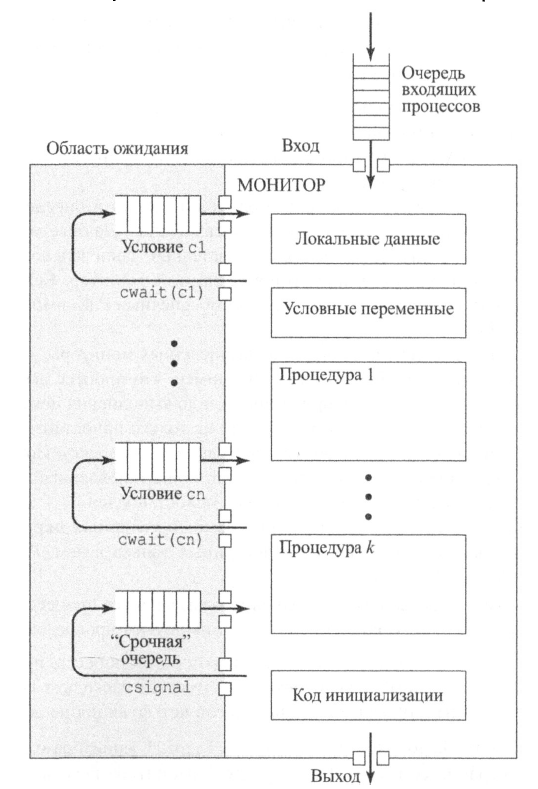 Очередь
входящих
процессов
Область ожидания
Вход
МОНИТОР
Условие c1
cwait(c1)
Локальные данные
Условные переменные
Процедура 1
Условие cn
cwait(cn)
Процедура k
“Срочная”
очередь
csignal
Код инициализации
Выход